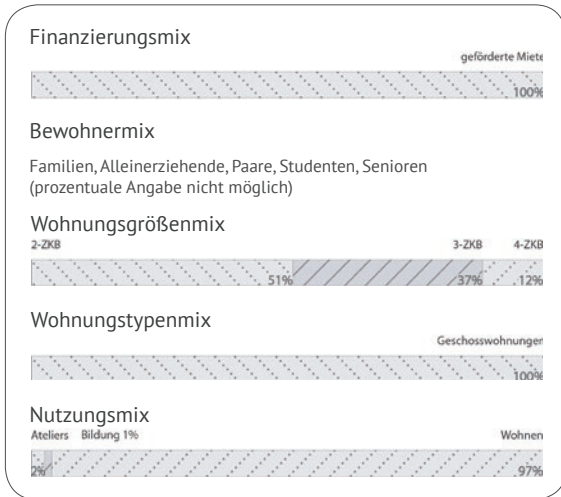 Finanzierungsmix
geförderte Miete
100%
Bewohnermix
Familien, Alleinerziehende, Paare, Studenten, Senioren
(prozentuale Angabe nicht möglich)
Wohnungsgrößenmix
2-ZKB 3-ZKB 4-ZKB
51% 37% 12%
Wohnungstypenmix
Geschosswohnungen
100%
Nutzungsmix
Ateliers Bildung 1% Wohnen
2% 97%